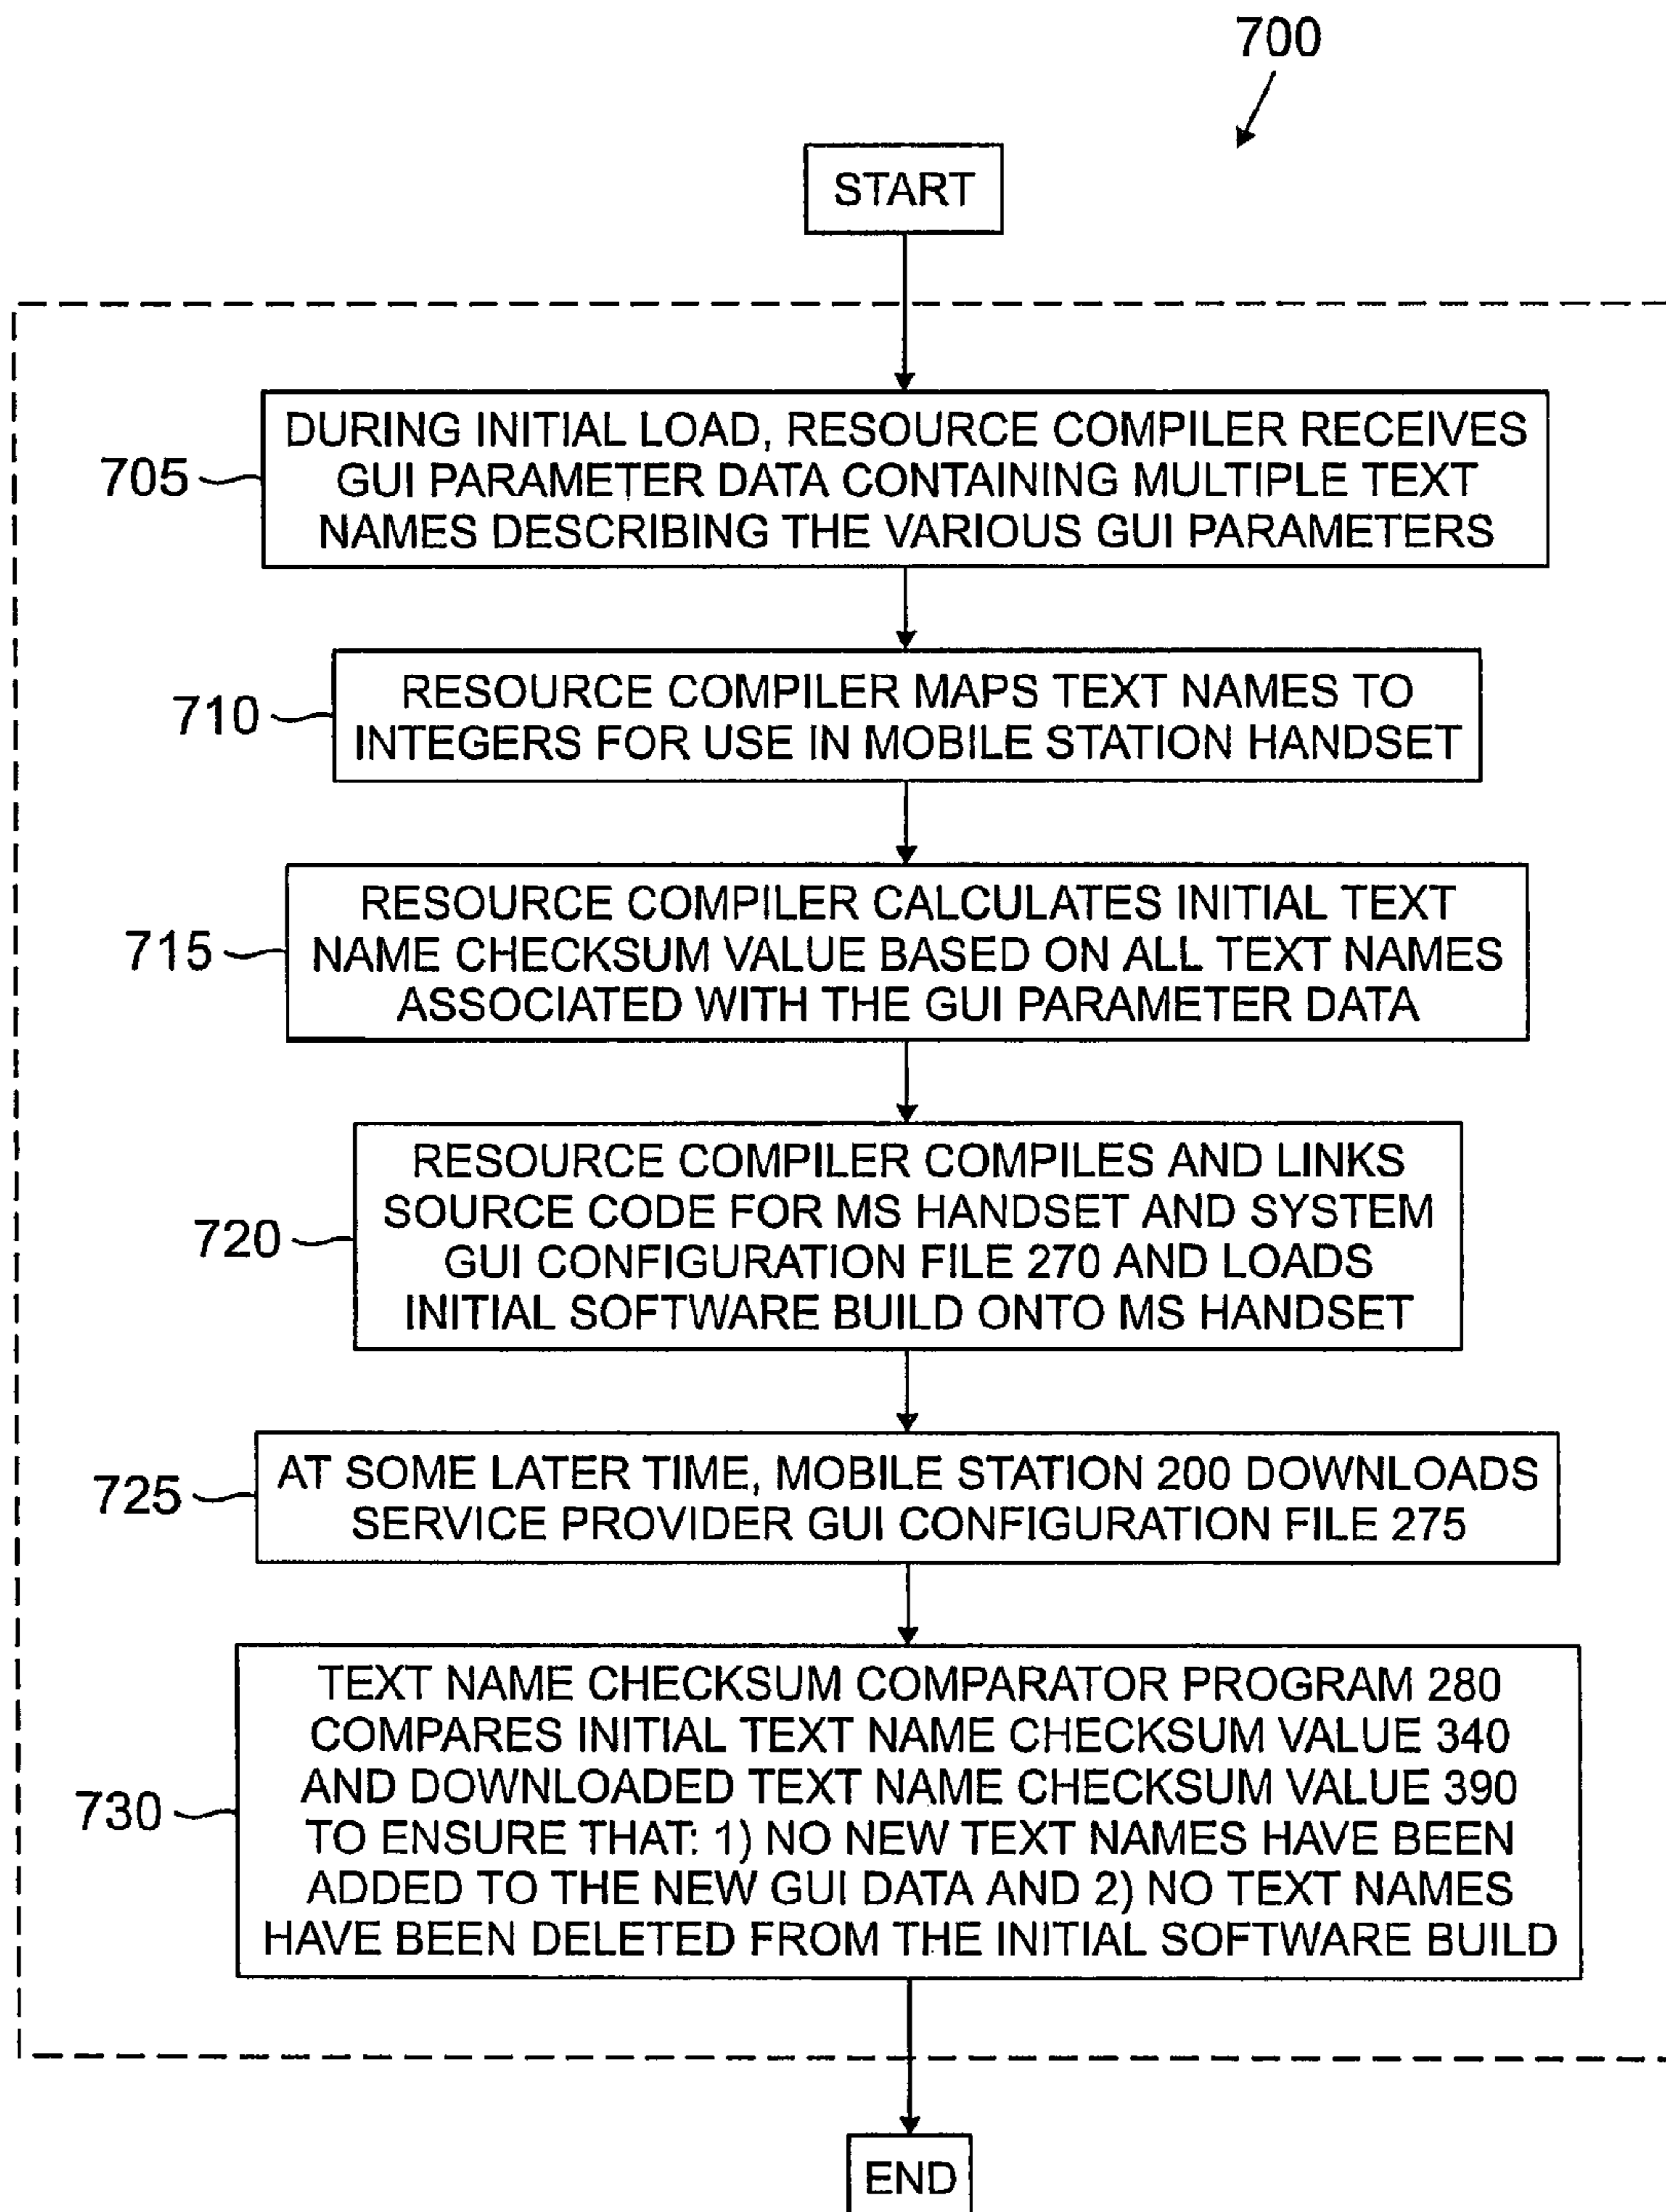 700
START
705
DURING INITIAL LOAD, RESOURCE COMPILER RECEIVES
GUI PARAMETER DATA CONTAINING MULTIPLE TEXT
NAMES DESCRIBING THE VARIOUS GUI PARAMETERS
710
RESOURCE COMPILER MAPS TEXT NAMES TO
INTEGERS FOR USE IN MOBILE STATION HANDSET
715
RESOURCE COMPILER CALCULATES INITIAL TEXT
NAME CHECKSUM VALUE BASED ON ALL TEXT NAMES
ASSOCIATED WITH THE GUI PARAMETER DATA
720
RESOURCE COMPILER COMPILES AND LINKS
SOURCE CODE FOR MS HANDSET AND SYSTEM
GUI CONFIGURATION FILE 270 AND LOADS
INITIAL SOFTWARE BUILD ONTO MS HANDSET
725
AT SOME LATER TIME, MOBILE STATION 200 DOWNLOADS
SERVICE PROVIDER GUI CONFIGURATION FILE 275
730
TEXT NAME CHECKSUM COMPARATOR PROGRAM 280
COMPARES INITIAL TEXT NAME CHECKSUM VALUE 340
AND DOWNLOADED TEXT NAME CHECKSUM VALUE 390
TO ENSURE THAT: 1) NO NEW TEXT NAMES HAVE BEEN
ADDED TO THE NEW GUI DATA AND 2) NO TEXT NAMES
HAVE BEEN DELETED FROM THE INITIAL SOFTWARE BUILD
END